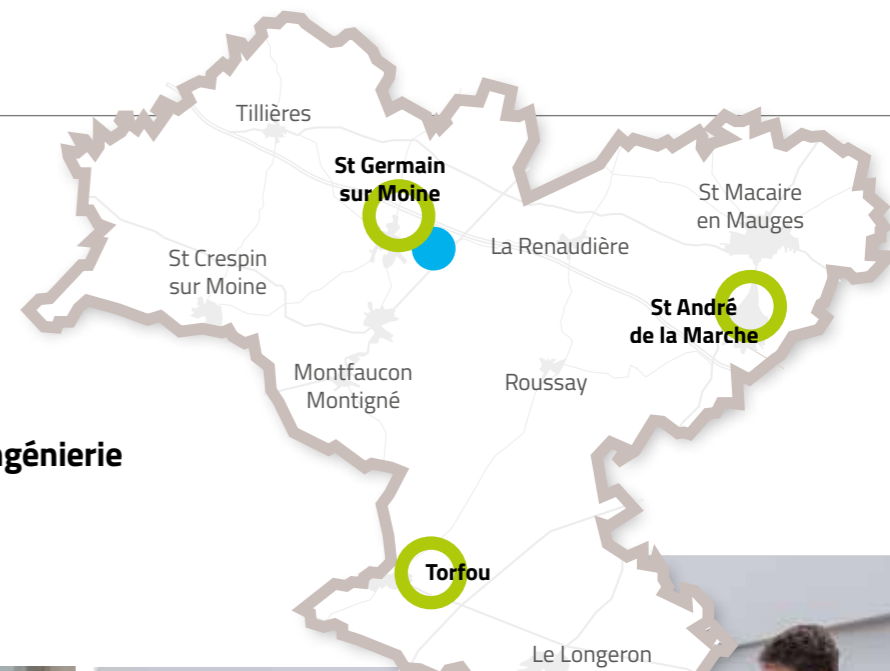 Tillières
St Germain
sur Moine
St Macaire
en Mauges
La Renaudière
St Crespin
sur Moine
St André
de la Marche
Montfaucon
Montigné
Roussay
ngénierie
Torfou
Le Longeron